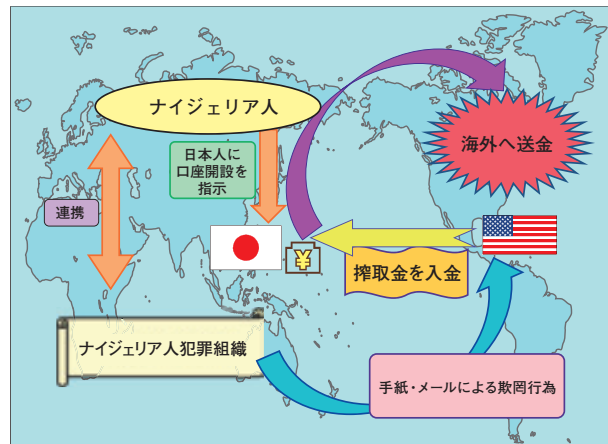 ナイジェリア人
海外へ送金
日本人に
口座開設を
指示
連携
¥
搾取金を入金
ナイジェリア人犯罪組織
手紙・メールによる欺罔行為